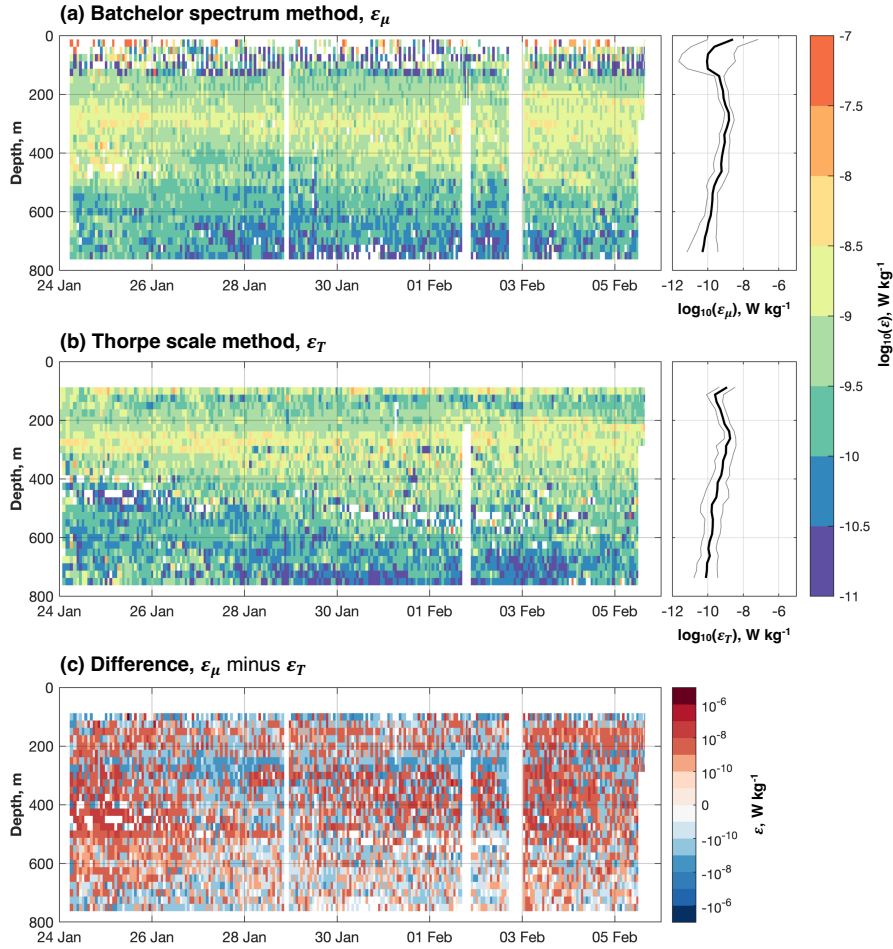 (a) Batchelor spectrum method, εμ
0
200
400
600
800
Depth, m
24 Jan 26 Jan 28 Jan 30 Jan 01 Feb 03 Feb 05 Feb
-12 -10 -8 -6
log₁₀(εμ), W kg⁻¹
(b) Thorpe scale method, εT
0
200
400
600
800
Depth, m
24 Jan 26 Jan 28 Jan 30 Jan 01 Feb 03 Feb 05 Feb
-12 -10 -8 -6
log₁₀(εT), W kg⁻¹
-7
-7.5
-8
-8.5
-9
-9.5
-10
-10.5
-11
log₁₀(ε), W kg⁻¹
(c) Difference, εμ minus εT
0
200
400
600
800
Depth, m
24 Jan 26 Jan 28 Jan 30 Jan 01 Feb 03 Feb 05 Feb
10⁻⁶
10⁻⁸
10⁻¹⁰
0
-10⁻¹⁰
-10⁻⁸
-10⁻⁶
ε, W kg⁻¹